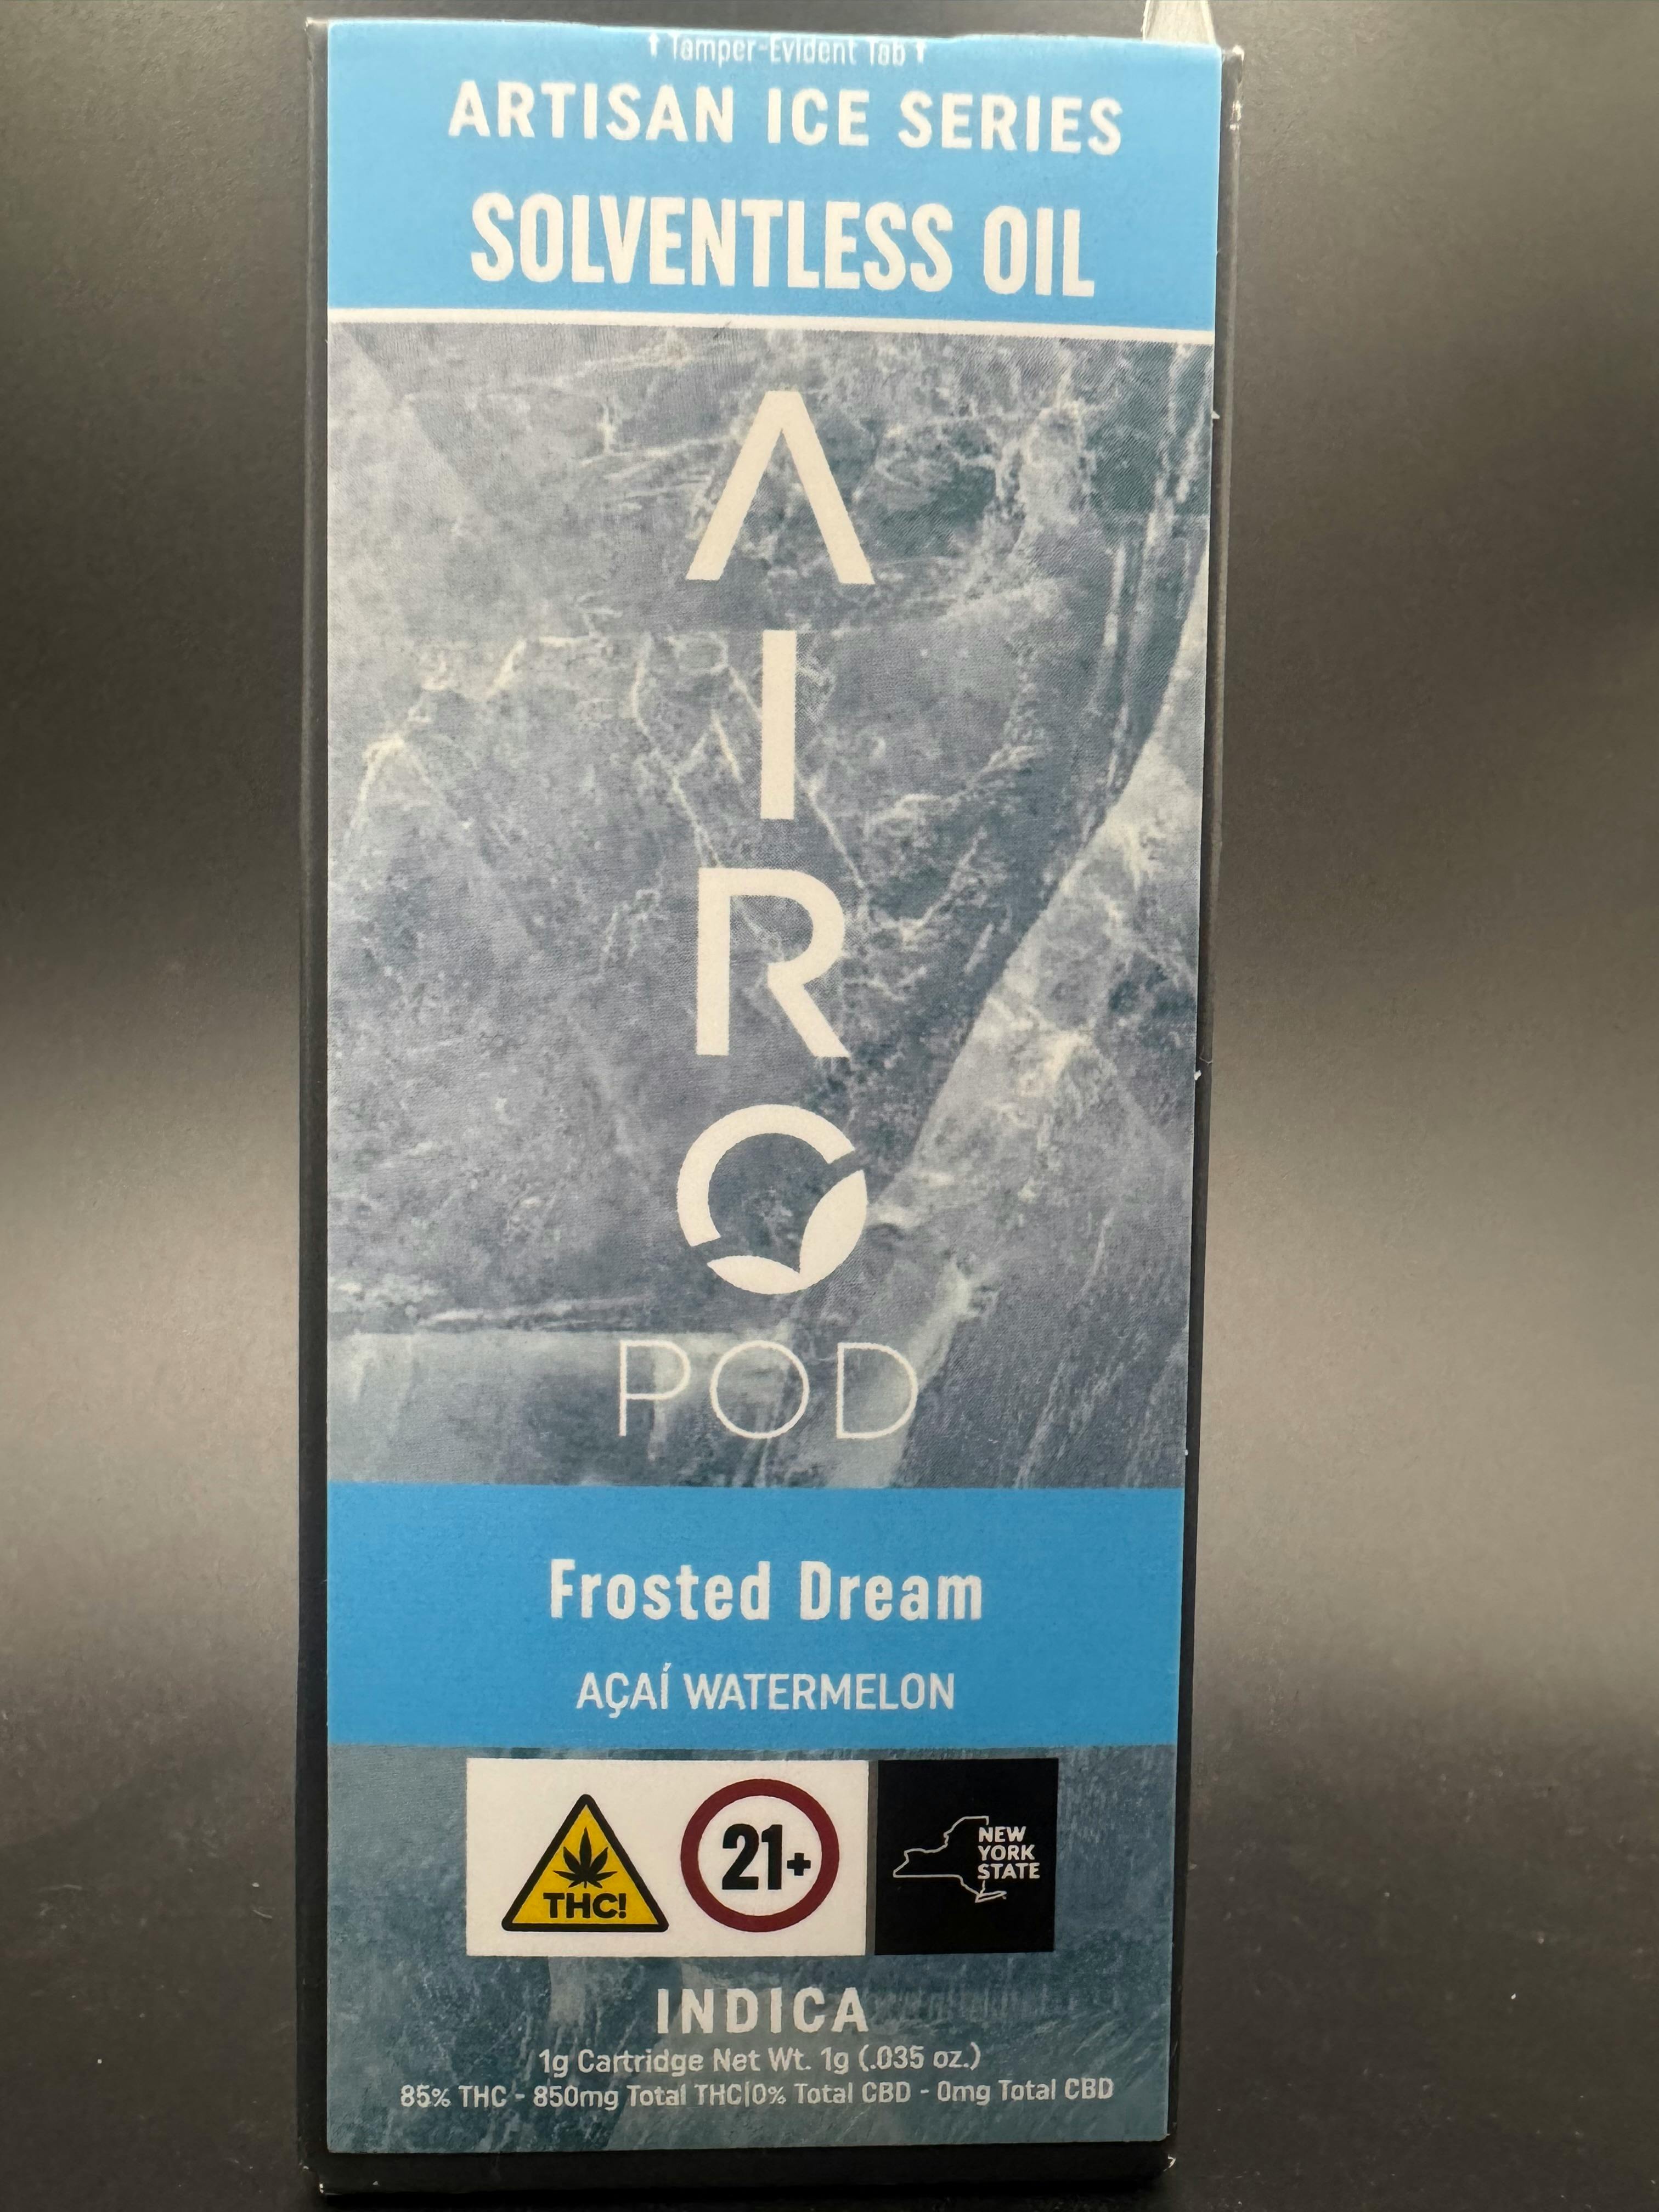 ⬆ Tamper-Evident Tab ⬆
ARTISAN ICE SERIES
SOLVENTLESS OIL
AIRO
POD
Frosted Dream
AÇAÍ WATERMELON
THC!
21+
NEW
YORK
STATE
INDICA
1g Cartridge Net Wt. 1g (.035 oz.)
85% THC - 850mg Total THC|0% Total CBD - 0mg Total CBD